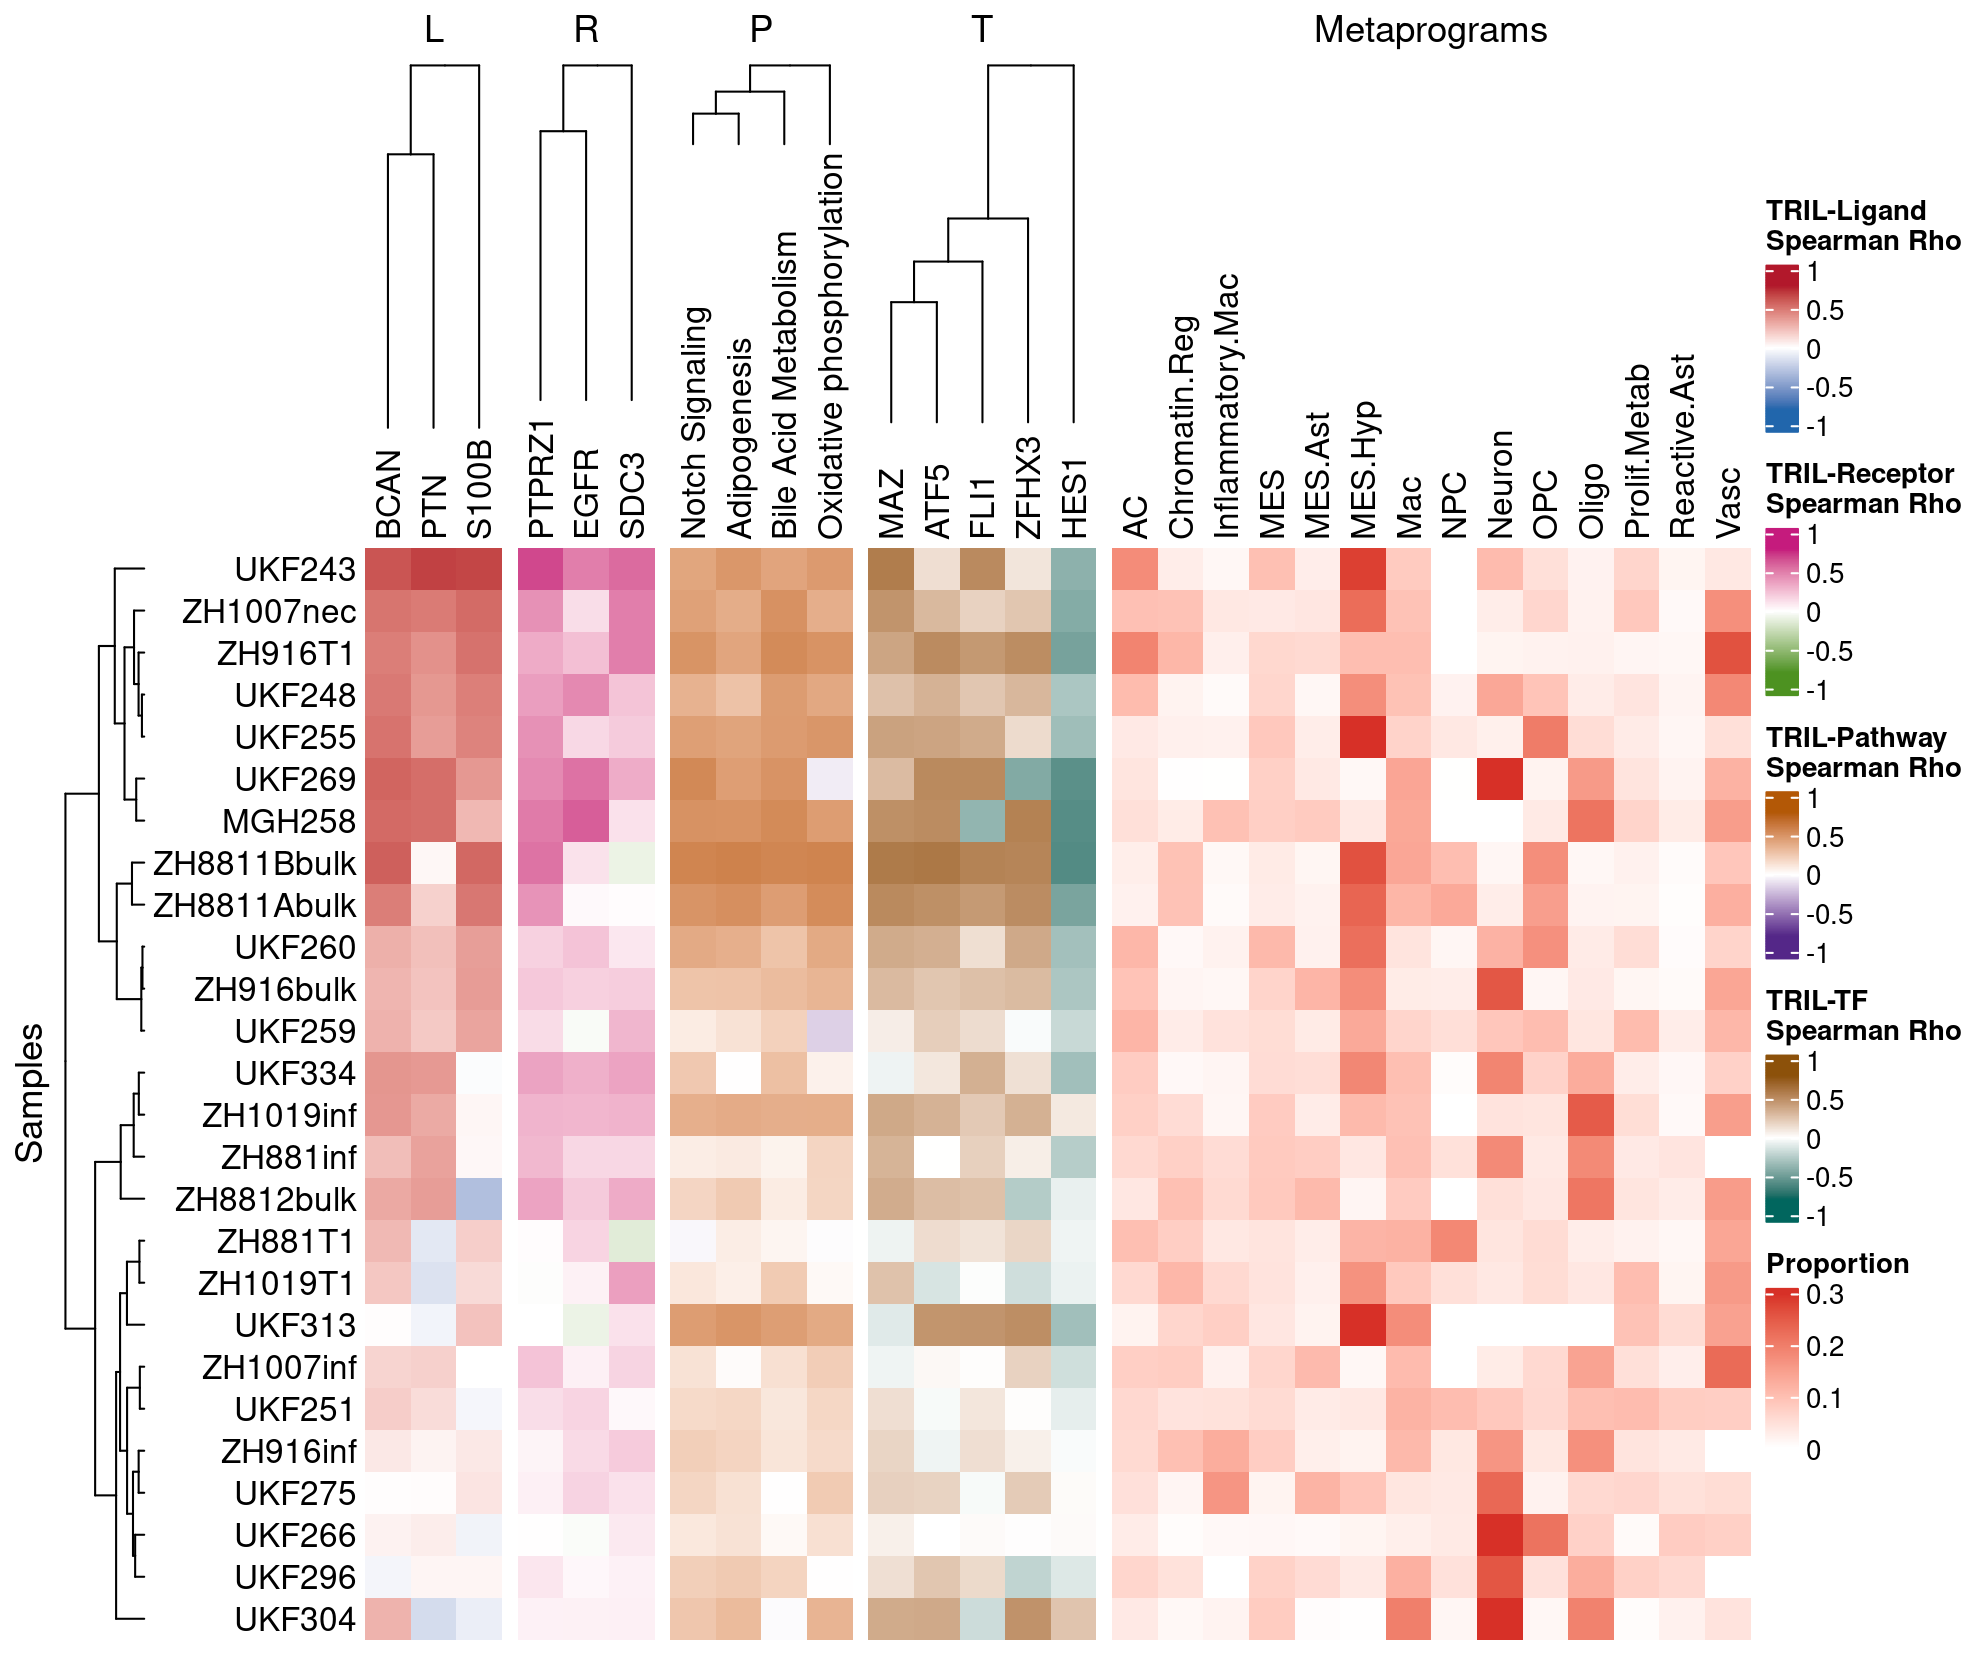 L
R
P
T
Metaprograms
BCAN
PTN
S100B
PTPRZ1
EGFR
SDC3
Notch Signaling
Adipogenesis
Bile Acid Metabolism
Oxidative phosphorylation
MAZ
ATF5
FLI1
ZFHX3
HES1
AC
Chromatin.Reg
Inflammatory.Mac
MES
MES.Ast
MES.Hyp
Mac
NPC
Neuron
OPC
Oligo
Prolif.Metab
Reactive.Ast
Vasc
Samples
UKF243
ZH1007nec
ZH916T1
UKF248
UKF255
UKF269
MGH258
ZH8811Bbulk
ZH8811Abulk
UKF260
ZH916bulk
UKF259
UKF334
ZH1019inf
ZH881inf
ZH8812bulk
ZH881T1
ZH1019T1
UKF313
ZH1007inf
UKF251
ZH916inf
UKF275
UKF266
UKF296
UKF304
TRIL-Ligand
Spearman Rho
1
0.5
0
-0.5
-1
TRIL-Receptor
Spearman Rho
1
0.5
0
-0.5
-1
TRIL-Pathway
Spearman Rho
1
0.5
0
-0.5
-1
TRIL-TF
Spearman Rho
1
0.5
0
-0.5
-1
Proportion
0.3
0.2
0.1
0